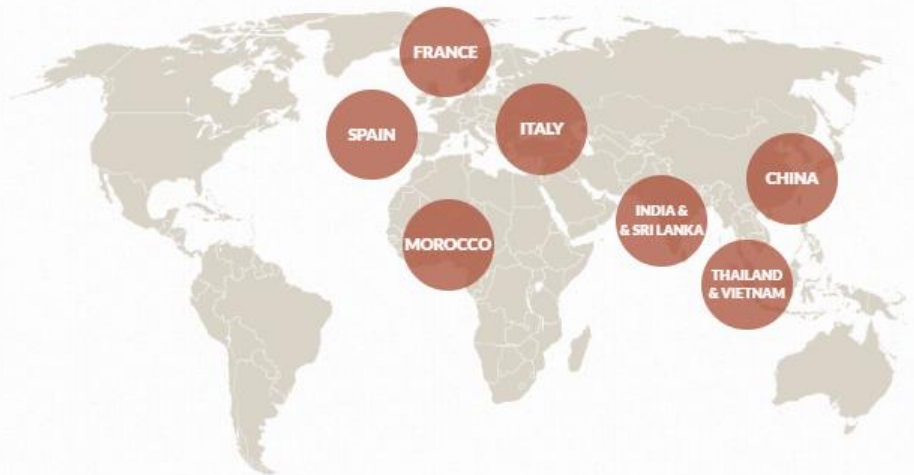 FRANCE
SPAIN
ITALY
CHINA
INDIA &
& SRI LANKA
MOROCCO
THAILAND
& VIETNAM